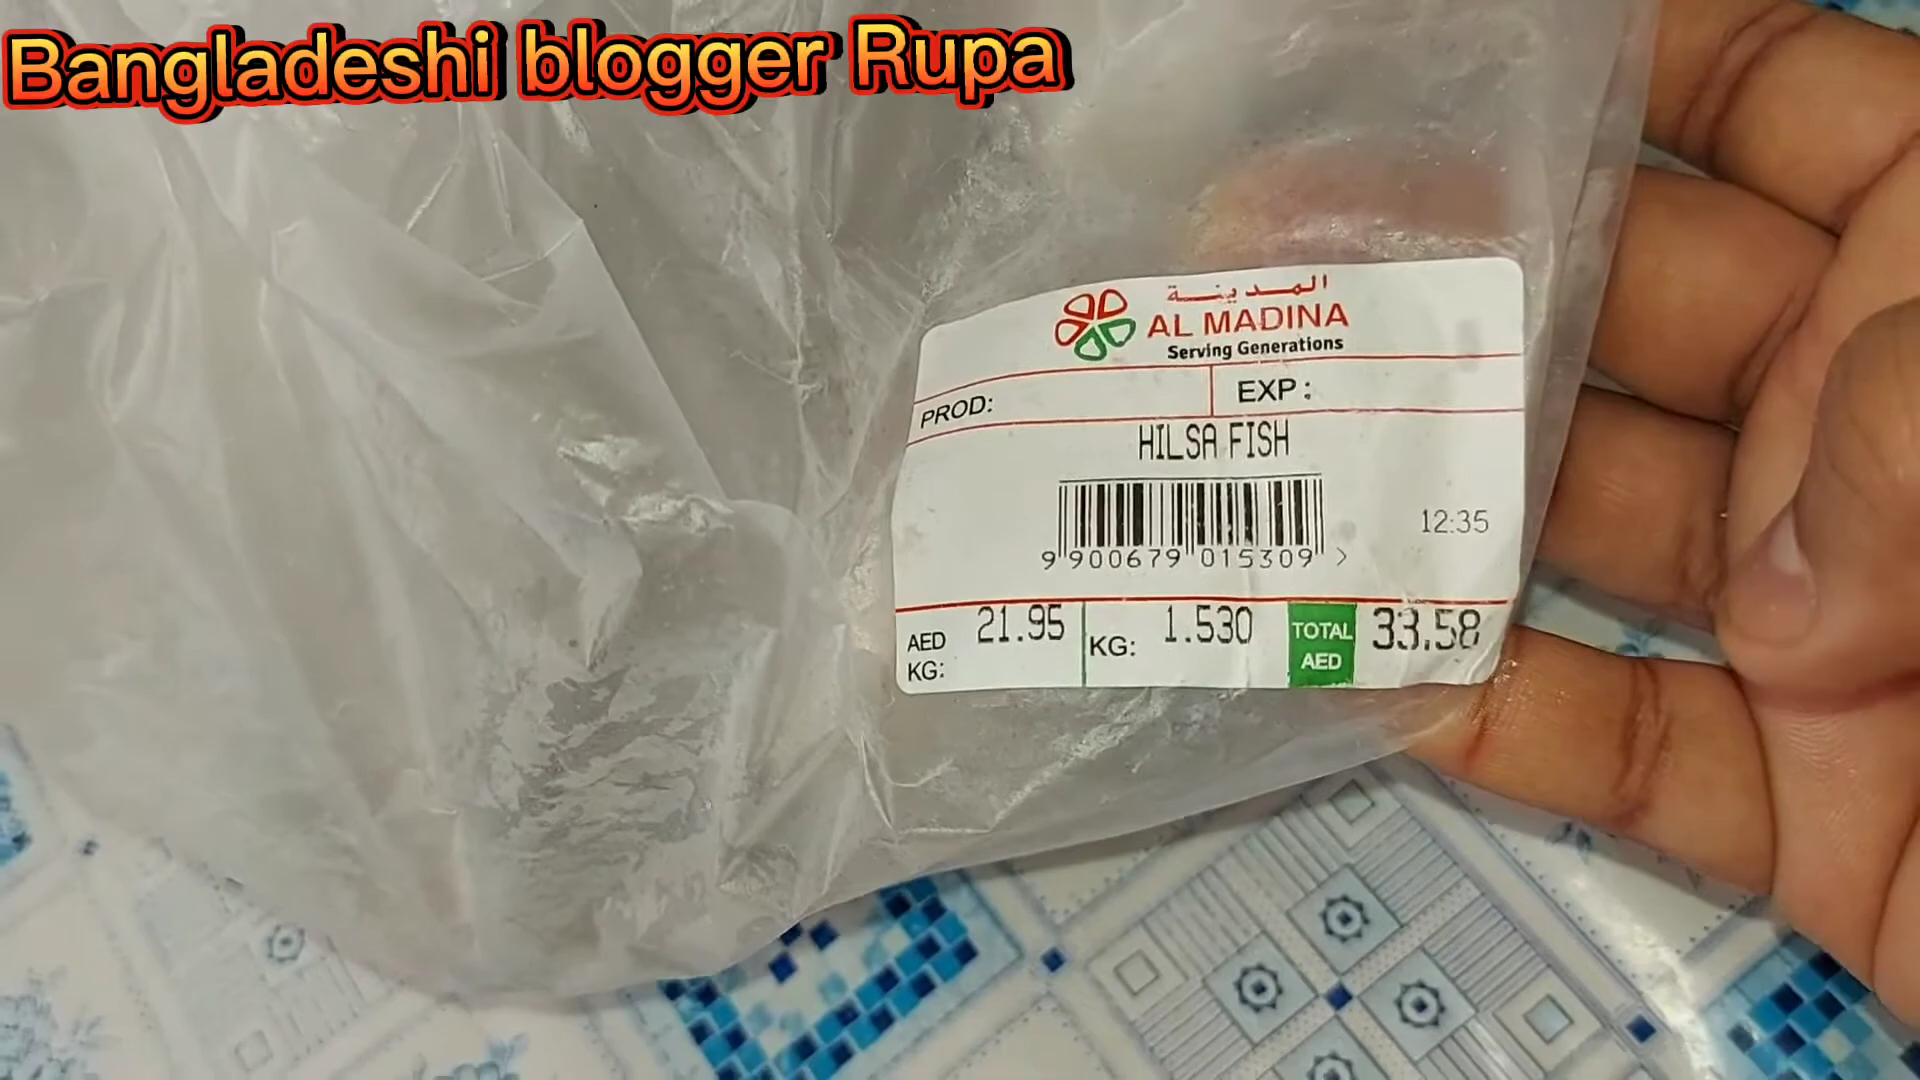 Bangladeshi blogger Rupa
المدينة
AL MADINA
Serving Generations
PROD:
EXP:
HILSA FISH
12:35
9 900679 015309 >
AED KG: 21.95
KG: 1.530
TOTAL AED 33.58